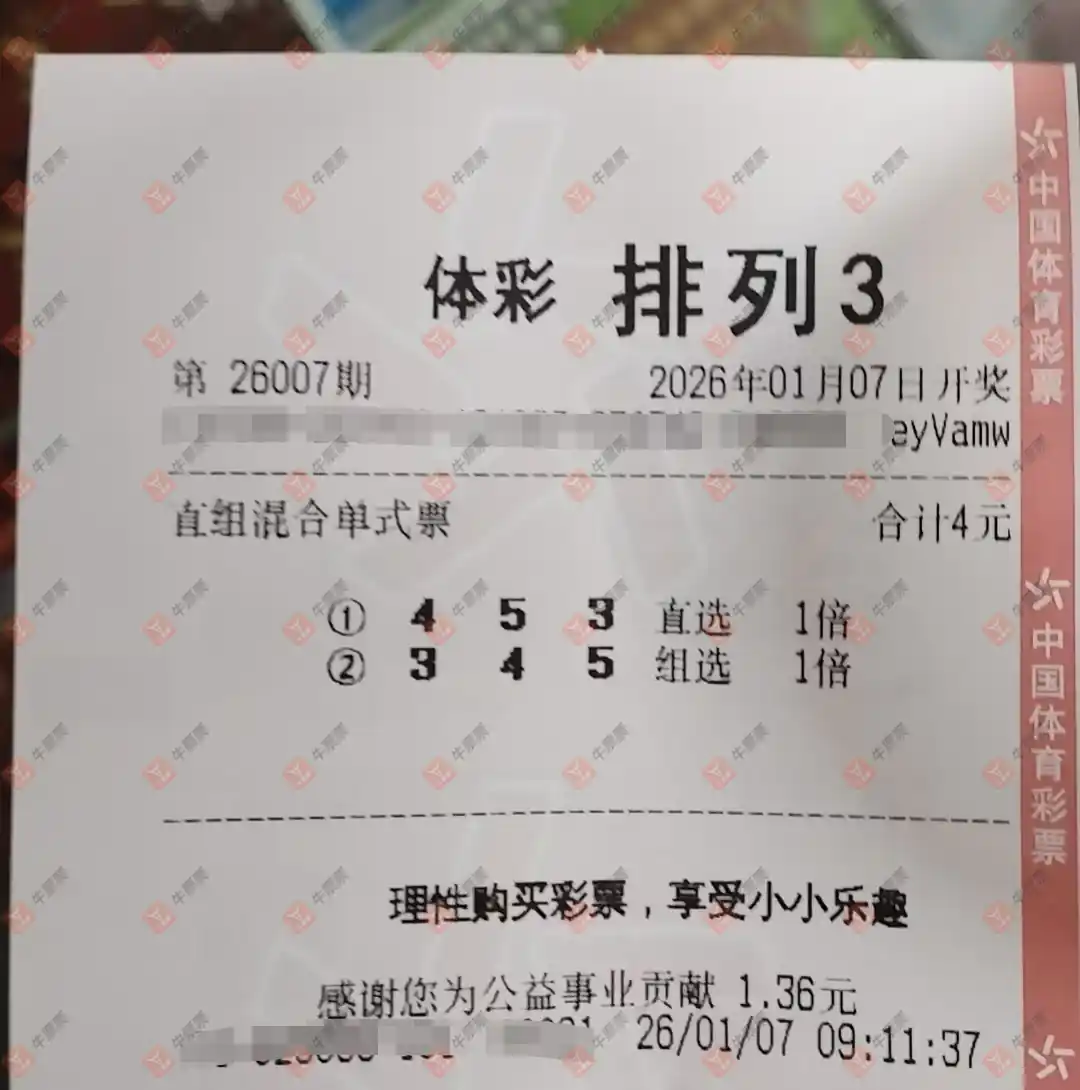 体彩 排列3
第 26007期 2026年01月07日开奖
eyVamw
直组混合单式票 合计4元
① 4 5 3 直选 1倍
② 3 4 5 组选 1倍
理性购买彩票，享受小小乐趣
感谢您为公益事业贡献 1.36元
26/01/07 09:11:37
中国体育彩票
中国体育彩票
牛票票